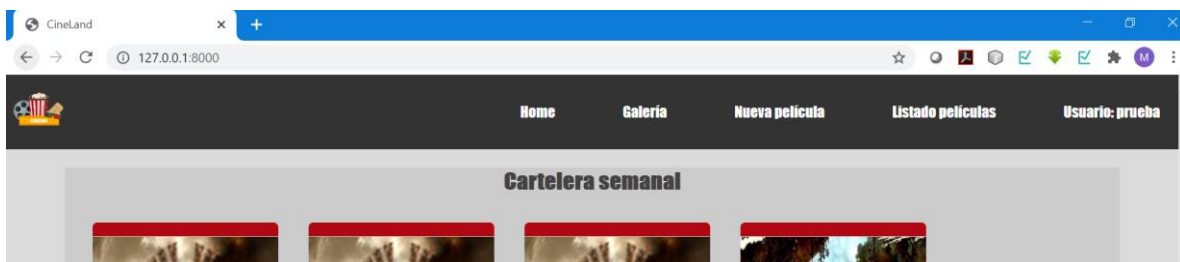 CineLand
127.0.0.1:8000
M
Home Galería Nueva película Listado películas Usuario: prueba
Cartelera semanal